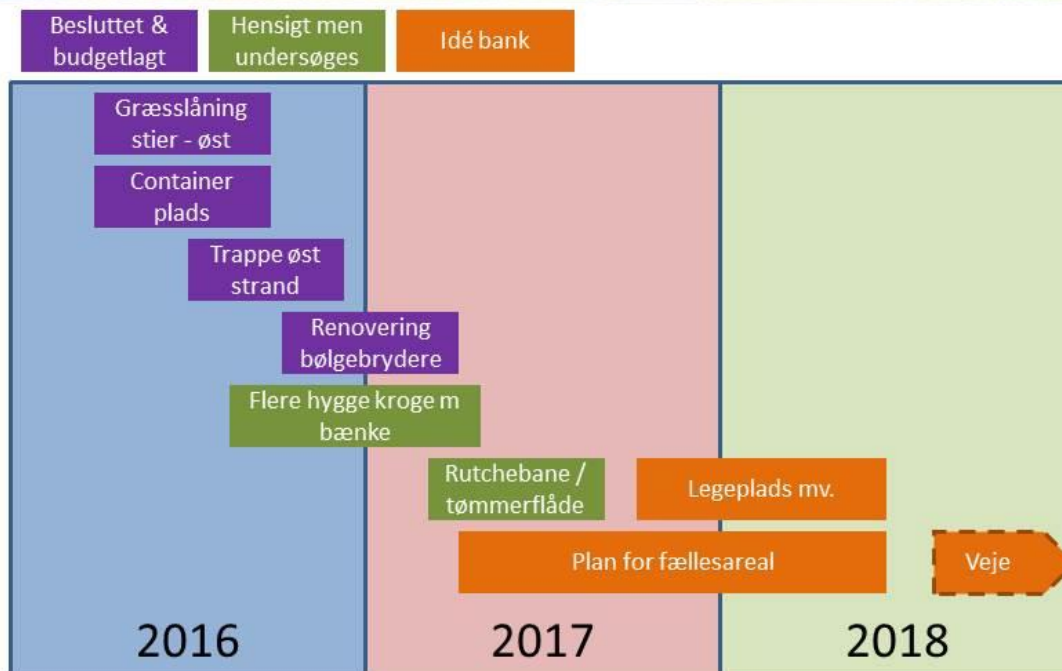 Besluttet &
budgetlagt
Hensigt men
undersøges
Idé bank
Græsslåning
stier - øst
Container
plads
Trappe øst
strand
Renovering
bølgebrydere
Flere hygge kroge m
bænke
Rutchebane /
tømmerflåde
Legeplads mv.
Plan for fællesareal
Veje
2016
2017
2018